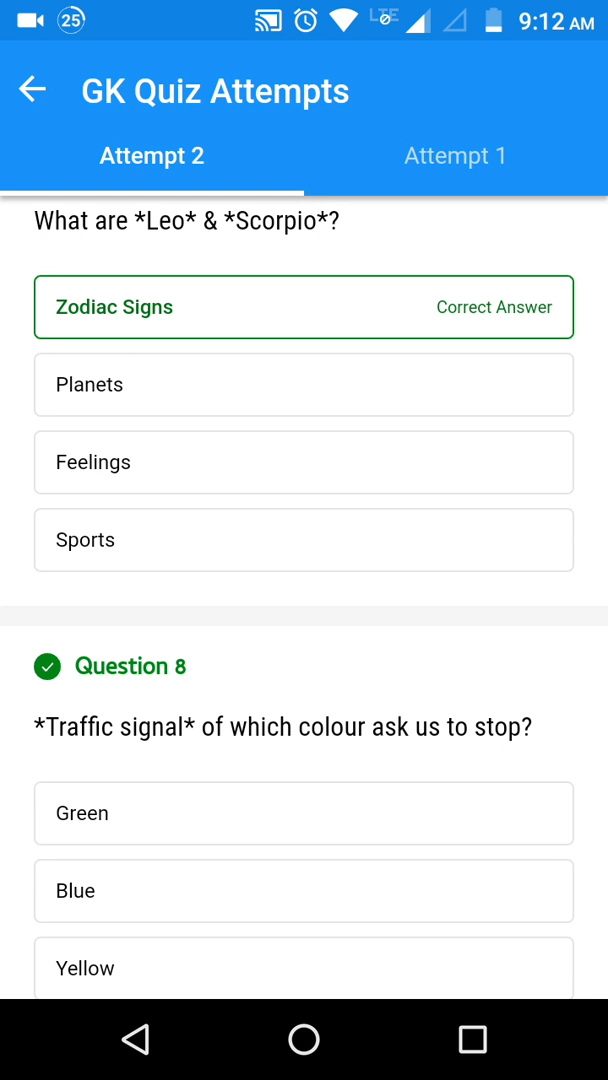 25 LTE 9:12 AM
GK Quiz Attempts
Attempt 2 Attempt 1
What are *Leo* & *Scorpio*?
Zodiac Signs Correct Answer
Planets
Feelings
Sports
Question 8
*Traffic signal* of which colour ask us to stop?
Green
Blue
Yellow